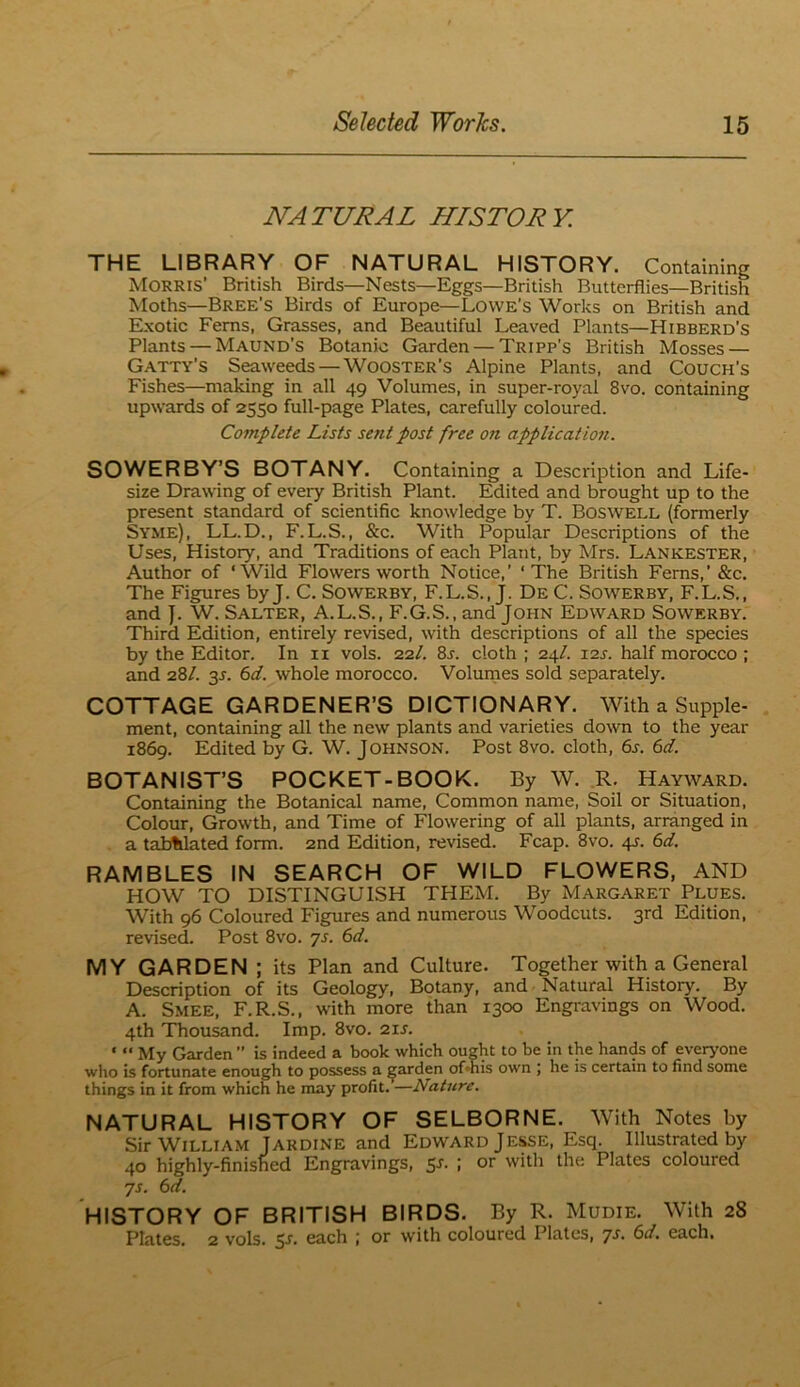 Selected Works. 15
NATURAL HISTORY.
THE LIBRARY OF NATURAL HISTORY. Containing
MORRIS' British Birds—Nests—Eggs—British Butterflies—British
Moths—BREE'S Birds of Europe—LOWE'S Works on British and
Exotic Ferns, Grasses, and Beautiful Leaved Plants—HIBBERD'S
Plants—MAUND'S Botanic Garden—TRIPP'S British Mosses—
GATTY'S Seaweeds—WOOSTER'S Alpine Plants, and COUCH'S
Fishes—making in all 49 Volumes, in super-royal 8vo. containing
upwards of 2550 full-page Plates, carefully coloured.
Complete Lists sent post free on application.
SOWERBY'S BOTANY. Containing a Description and Life-
size Drawing of every British Plant. Edited and brought up to the
present standard of scientific knowledge by T. BOSWELL (formerly
SYME), LL.D., F.L.S., &c. With Popular Descriptions of the
Uses, History, and Traditions of each Plant, by Mrs. LANKESTER,
Author of 'Wild Flowers worth Notice,' 'The British Ferns,' &c.
The Figures by J. C. SOWERBY, F.L.S., J. DE C. SOWERBY, F.L.S.,
and J. W. SALTER, A.L.S., F.G.S., and JOHN EDWARD SOWERBY.
Third Edition, entirely revised, with descriptions of all the species
by the Editor. In 11 vols. 22l. 8s. cloth ; 24l. 12s. half morocco ;
and 28l. 3s. 6d. whole morocco. Volumes sold separately.
COTTAGE GARDENER'S DICTIONARY. With a Supple-
ment, containing all the new plants and varieties down to the year
1869. Edited by G. W. JOHNSON. Post 8vo. cloth, 6s. 6d.
BOTANIST'S POCKET-BOOK. By W. R. HAYWARD.
Containing the Botanical name, Common name, Soil or Situation,
Colour, Growth, and Time of Flowering of all plants, arranged in
a tabulated form. 2nd Edition, revised. Fcap. 8vo. 4s. 6d.
RAMBLES IN SEARCH OF WILD FLOWERS, AND
HOW TO DISTINGUISH THEM. By MARGARET PLUES.
With 96 Coloured Figures and numerous Woodcuts. 3rd Edition,
revised. Post 8vo. 7s. 6d.
MY GARDEN ; its Plan and Culture. Together with a General
Description of its Geology, Botany, and Natural History. By
A. SMEE, F.R.S., with more than 1300 Engravings on Wood.
4th Thousand. Imp. 8vo. 21s.
' "My Garden" is indeed a book which ought to be in the hands of everyone
who is fortunate enough to possess a garden of his own ; he is certain to find some
things in it from which he may profit.'—Nature.
NATURAL HISTORY OF SELBORNE. With Notes by
Sir WILLIAM JARDINE and EDWARD JESSE, Esq. Illustrated by
40 highly-finished Engravings, 5s. ; or with the Plates coloured
7s. 6d.
HISTORY OF BRITISH BIRDS. By R. MUDIE. With 28
Plates. 2 vols. 5s. each ; or with coloured Plates, 7s. 6d. each.